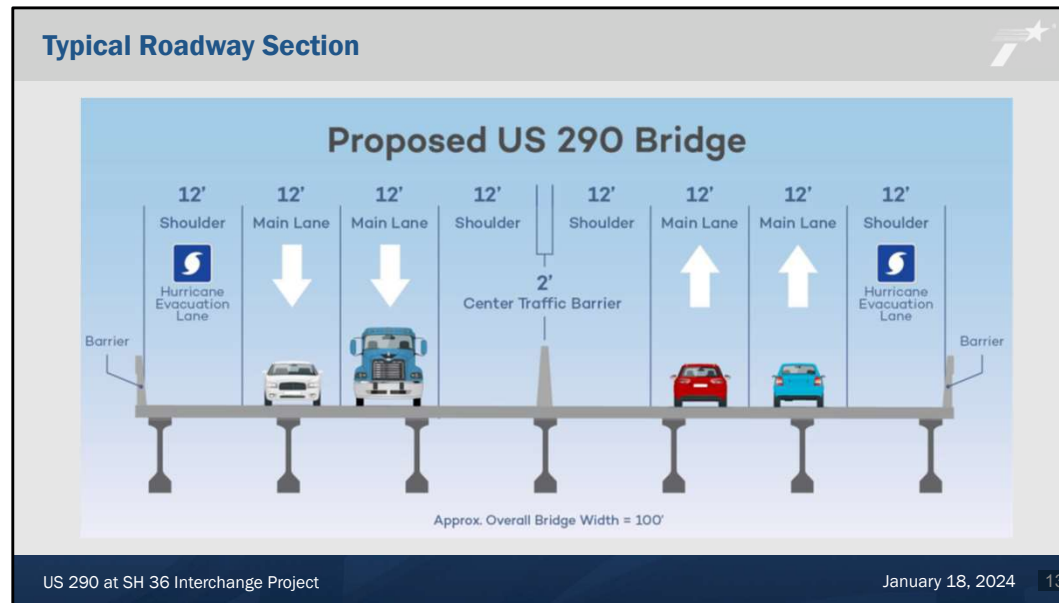 Typical Roadway Section
Proposed US 290 Bridge
12' 12' 12' 12' 12' 12' 12' 12'
Shoulder Main Lane Main Lane Shoulder Shoulder Main Lane Main Lane Shoulder
Hurricane
Evacuation
Lane
2'
Center Traffic Barrier
Hurricane
Evacuation
Lane
Barrier
Barrier
Approx. Overall Bridge Width = 100'
US 290 at SH 36 Interchange Project
January 18, 2024
13